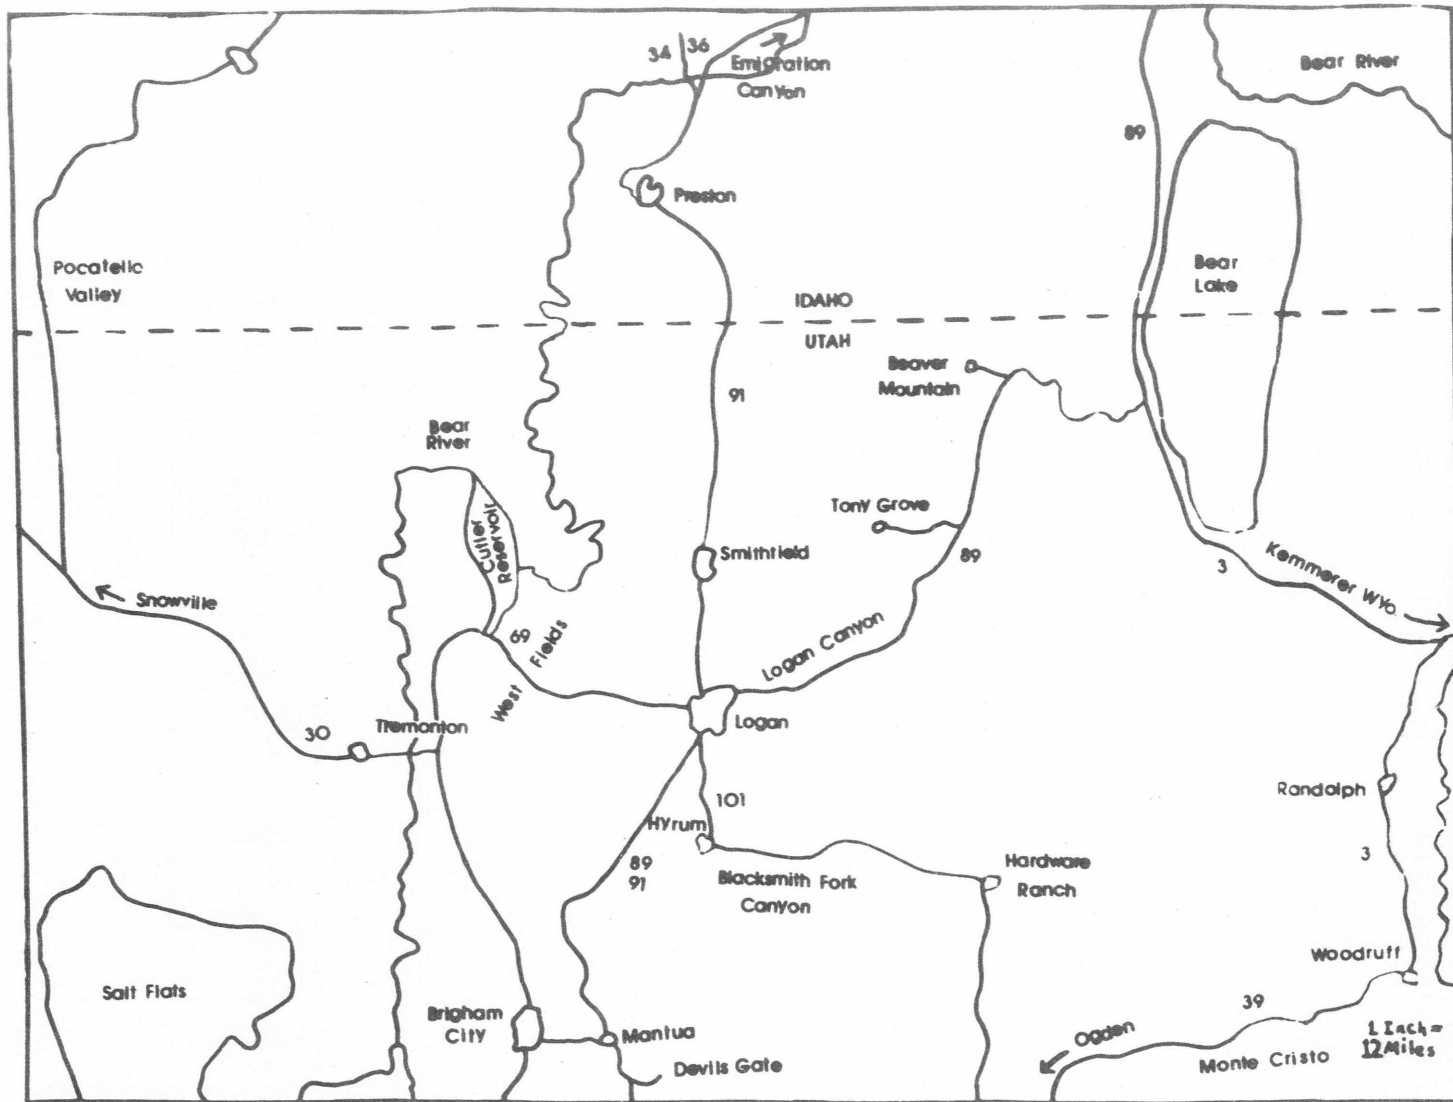 34
36
Emigration
Canyon
Bear River
89
Preston
Pocatello
Valley
Bear
Lake
IDAHO
UTAH
Beaver
Mountain
91
Bear
River
Cutler
Reservoir
Tony Grove
Smithfield
89
3
Kemmerer WYo.
Snowville
69
West Fields
Logan Canyon
30
Tremonton
Logan
101
Randolph
Hyrum
89
91
Blacksmith Fork
Canyon
Hardware
Ranch
3
Woodruff
Salt Flats
Brigham
City
Mantua
Devils Gate
39
Ogden
Monte Cristo
1 Inch=
12 Miles